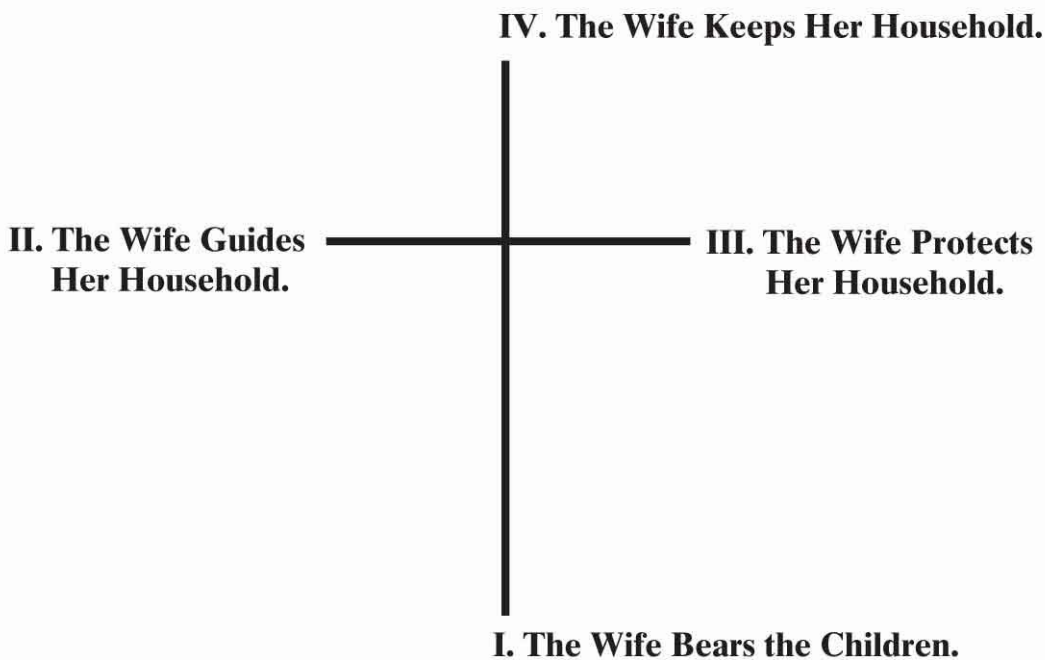 IV. The Wife Keeps Her Household.
II. The Wife Guides
Her Household.
III. The Wife Protects
Her Household.
I. The Wife Bears the Children.